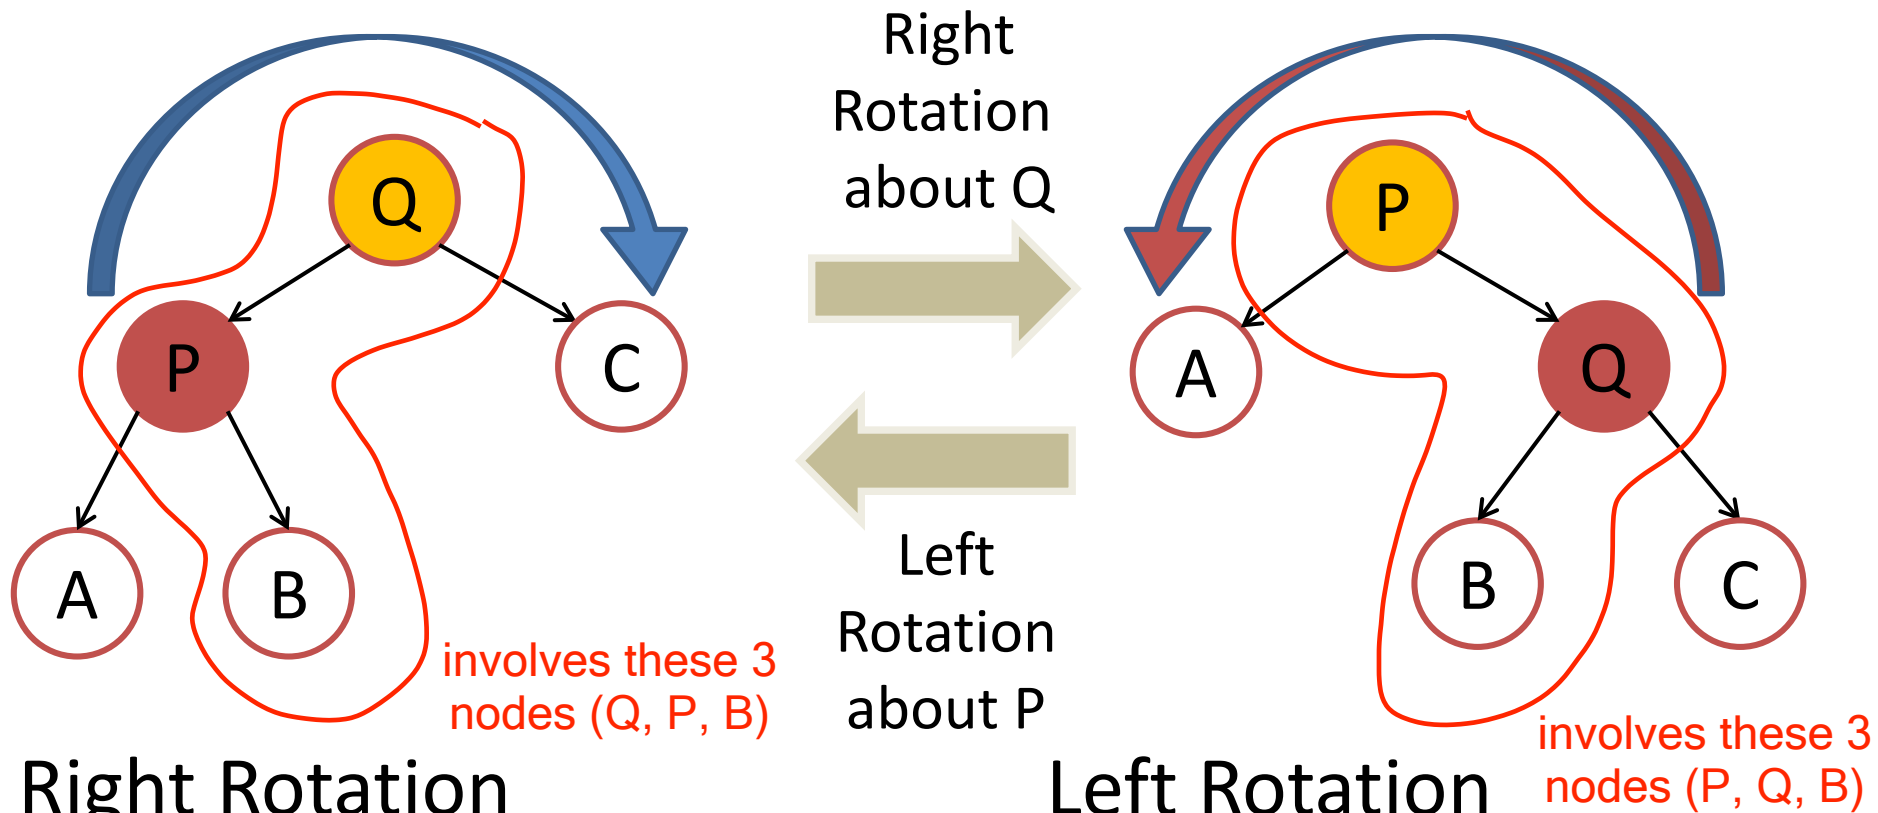 Right
Rotation
about Q
Q
P
C
A
B
involves these 3
nodes (Q, P, B)
Right Rotation
Left
Rotation
about P
P
A
Q
B
C
involves these 3
nodes (P, Q, B)
Left Rotation